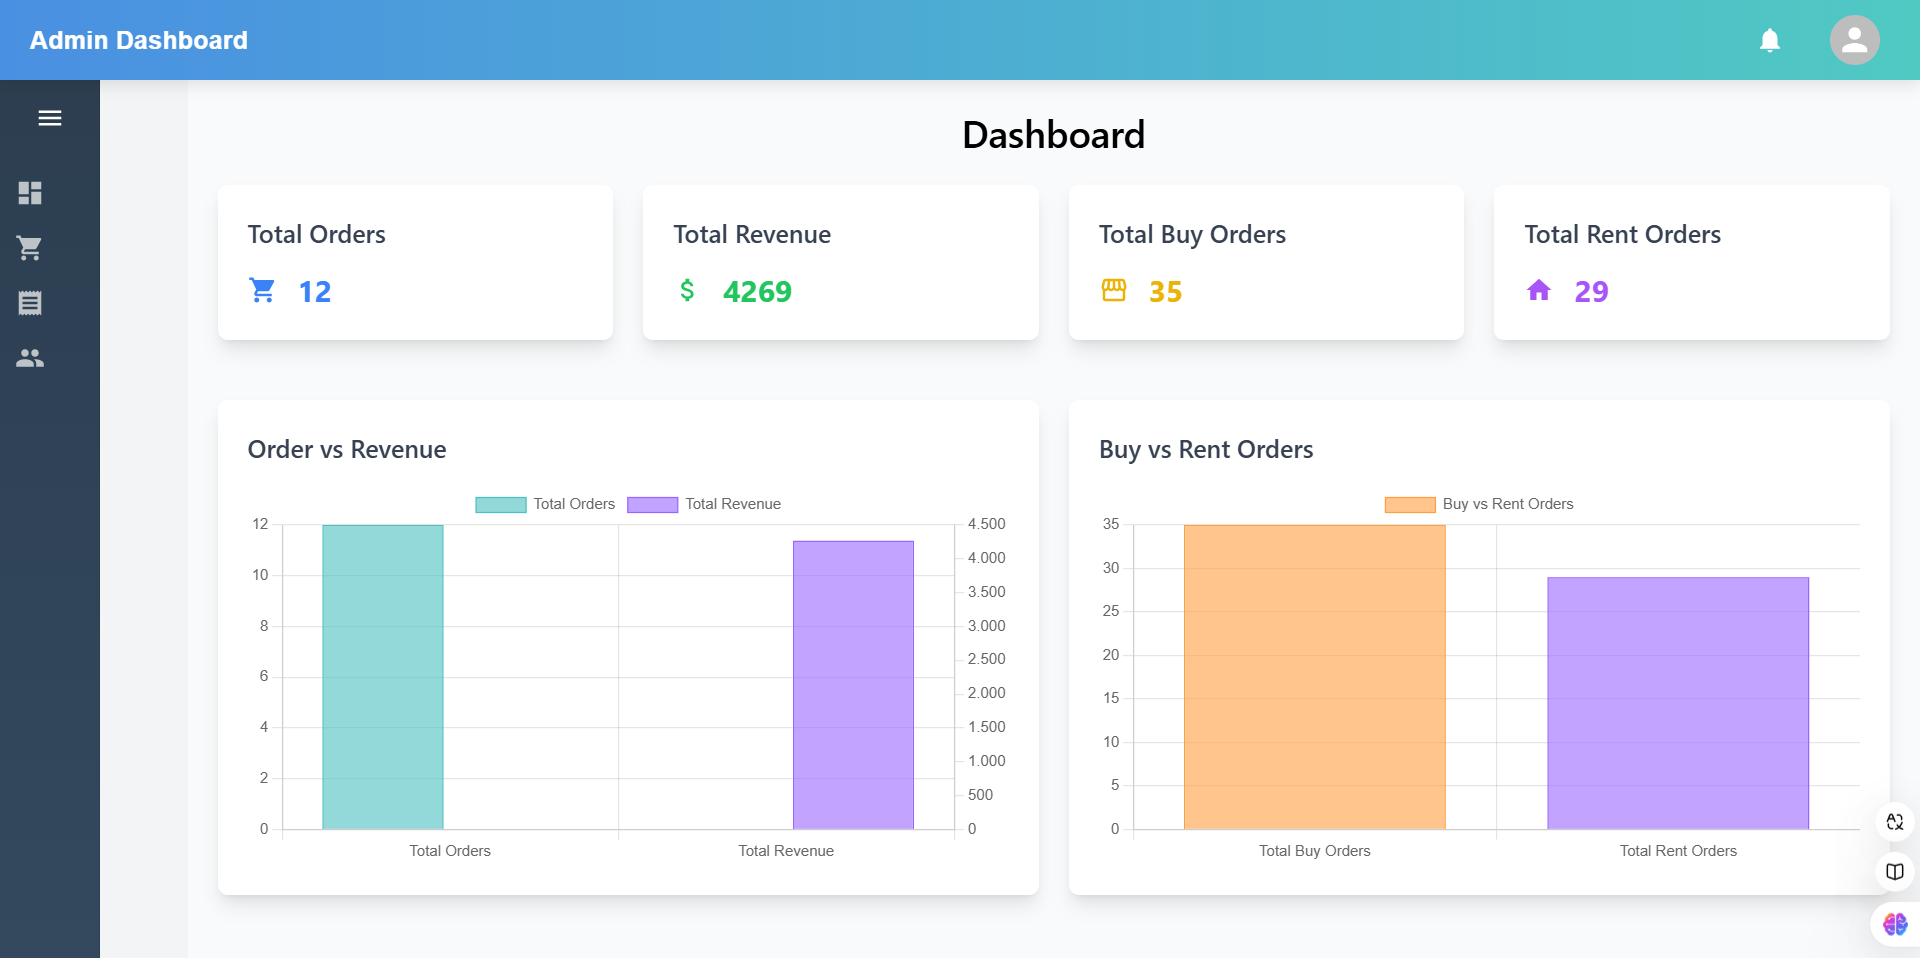 Admin Dashboard
Dashboard
Total Orders
12
Total Revenue
$ 4269
Total Buy Orders
35
Total Rent Orders
29
Order vs Revenue
Total Orders Total Revenue
12
10
8
6
4
2
0
4.500
4.000
3.500
3.000
2.500
2.000
1.500
1.000
500
0
Total Orders Total Revenue
Buy vs Rent Orders
Buy vs Rent Orders
35
30
25
20
15
10
5
0
Total Buy Orders Total Rent Orders